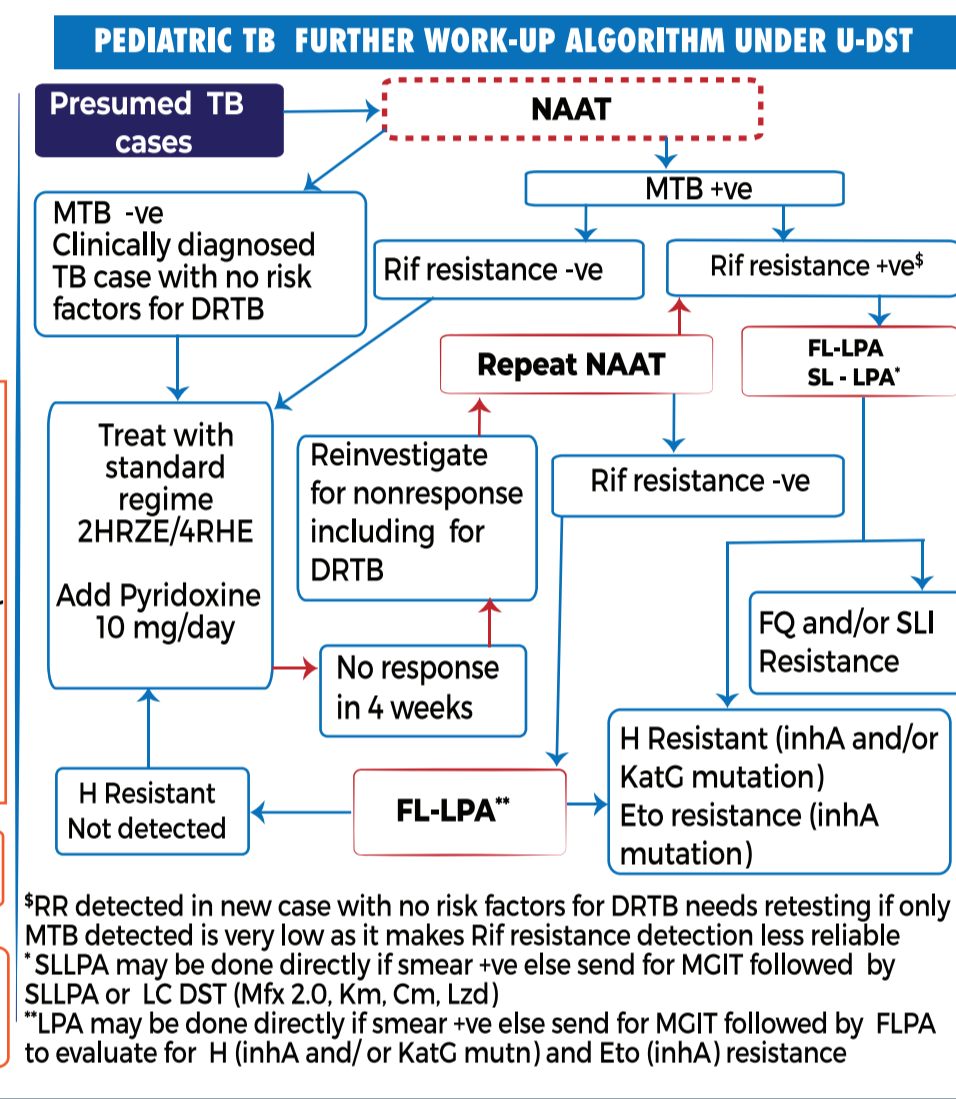 PEDIATRIC TB FURTHER WORK-UP ALGORITHM UNDER U-DST
Presumed TB
cases
NAAT
MTB +ve
MTB -ve
Clinically diagnosed
TB case with no risk
factors for DRTB
Rif resistance -ve
Rif resistance +ve$
Repeat NAAT
FL-LPA
SL - LPA*
Treat with
standard
regime
2HRZE/4RHE
Add Pyridoxine
10 mg/day
Reinvestigate
for nonresponse
including for
DRTB
Rif resistance -ve
No response
in 4 weeks
FQ and/or SLI
Resistance
H Resistant (inhA and/or
KatG mutation)
Eto resistance (inhA
mutation)
H Resistant
Not detected
FL-LPA**
$RR detected in new case with no risk factors for DRTB needs retesting if only
MTB detected is very low as it makes Rif resistance detection less reliable
*SLLPA may be done directly if smear +ve else send for MGIT followed by
SLLPA or LC DST (Mfx 2.0, Km, Cm, Lzd)
**LPA may be done directly if smear +ve else send for MGIT followed by FLPA
to evaluate for H (inhA and/ or KatG mutn) and Eto (inhA) resistance